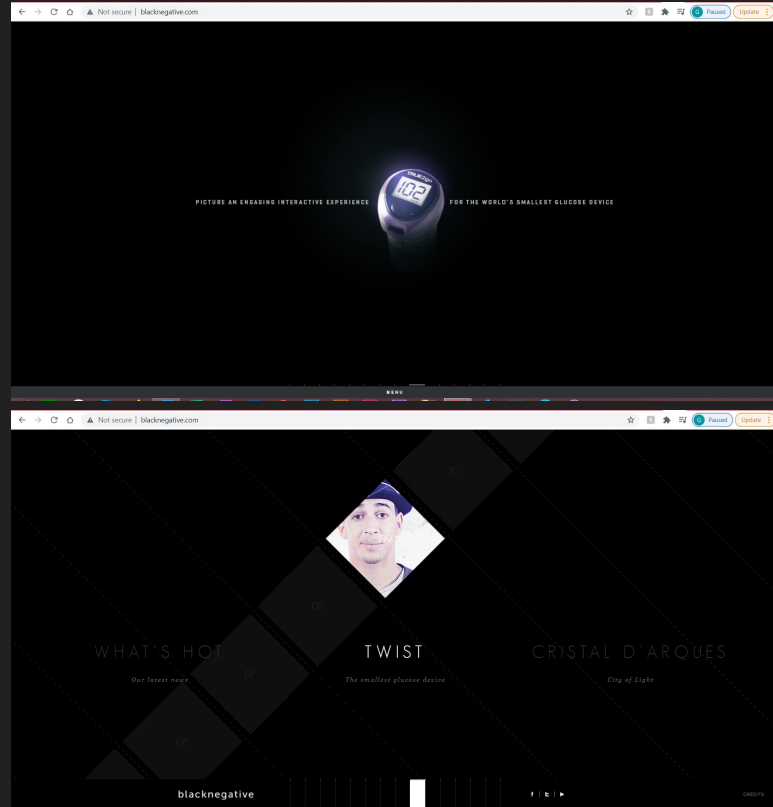 Not secure | blacknegative.com
G Paused Update
TRUE2go
102
PICTURE AN ENGAGING INTERACTIVE EXPERIENCE FOR THE WORLD'S SMALLEST GLUCOSE DEVICE
MENU
Not secure | blacknegative.com
G Paused Update
10
08
WHAT'S HOT TWIST CRISTAL D'ARQUES
Our latest news The smallest glucose device City of Light
07
06
blacknegative
CREDITS